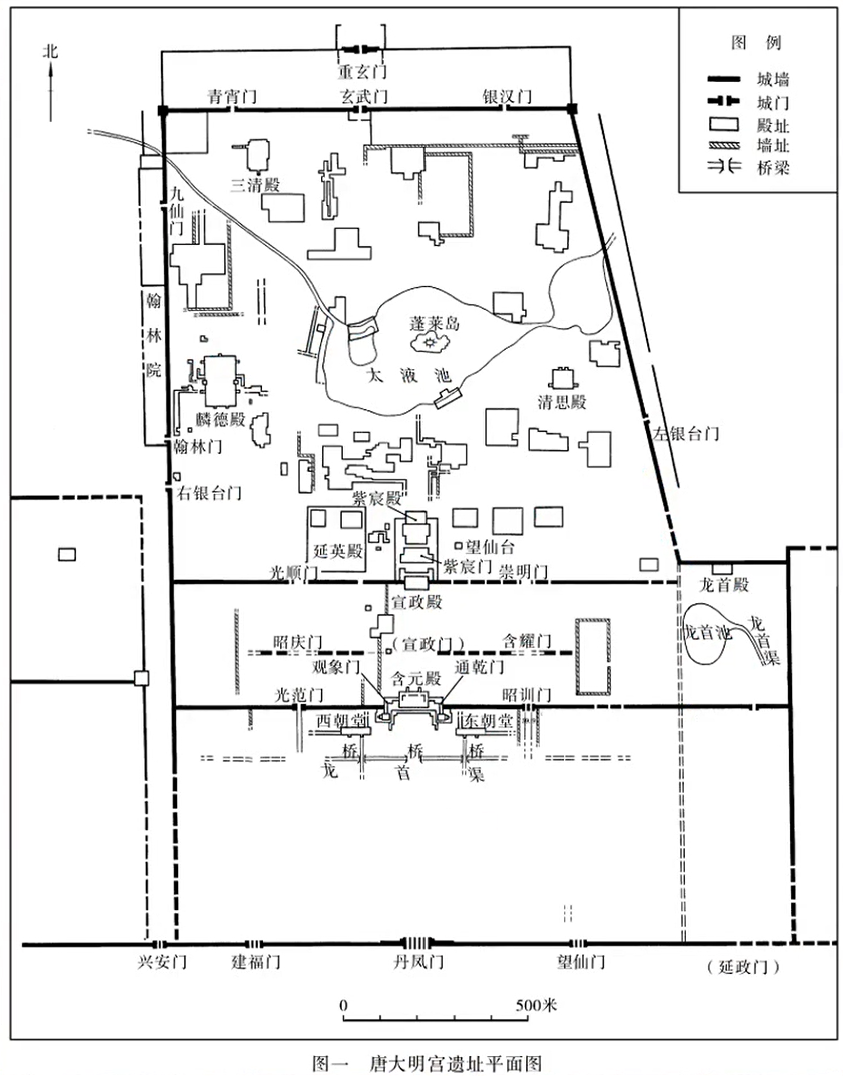 北
图 例
城墙
城门
殿址
墙址
桥梁
重玄门
青宵门
玄武门
银汉门
三清殿
九仙门
翰林院
蓬莱岛
太液池
清思殿
麟德殿
翰林门
左银台门
右银台门
紫宸殿
延英殿
望仙台
紫宸门
光顺门
崇明门
宣政殿
龙首殿
龙首池
龙首渠
昭庆门
(宣政门)
含耀门
观象门
含元殿
通乾门
光范门
昭训门
西朝堂
东朝堂
桥
桥
桥
龙首渠
兴安门
建福门
丹凤门
望仙门
(延政门)
0
500米
图一 唐大明宫遗址平面图